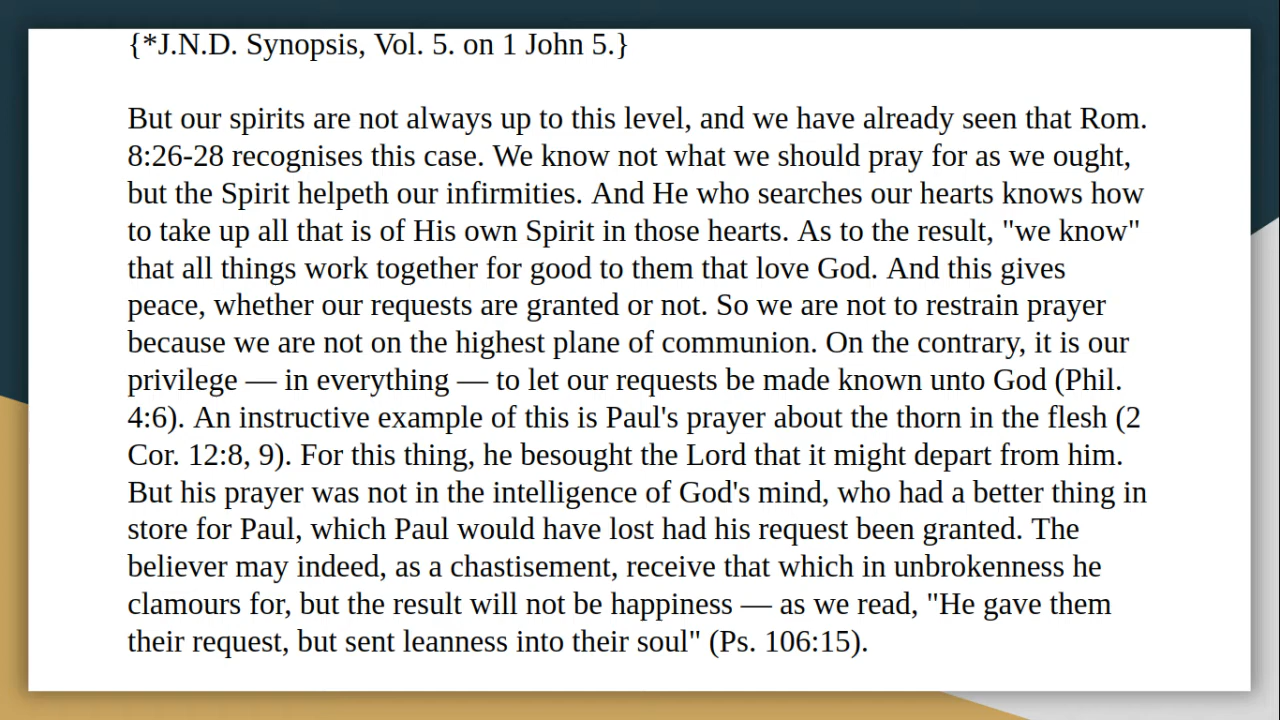 {*J.N.D. Synopsis, Vol. 5. on 1 John 5.}
But our spirits are not always up to this level, and we have already seen that Rom.
8:26-28 recognises this case. We know not what we should pray for as we ought,
but the Spirit helpeth our infirmities. And He who searches our hearts knows how
to take up all that is of His own Spirit in those hearts. As to the result, "we know"
that all things work together for good to them that love God. And this gives
peace, whether our requests are granted or not. So we are not to restrain prayer
because we are not on the highest plane of communion. On the contrary, it is our
privilege — in everything — to let our requests be made known unto God (Phil.
4:6). An instructive example of this is Paul's prayer about the thorn in the flesh (2
Cor. 12:8, 9). For this thing, he besought the Lord that it might depart from him.
But his prayer was not in the intelligence of God's mind, who had a better thing in
store for Paul, which Paul would have lost had his request been granted. The
believer may indeed, as a chastisement, receive that which in unbrokenness he
clamours for, but the result will not be happiness — as we read, "He gave them
their request, but sent leanness into their soul" (Ps. 106:15).